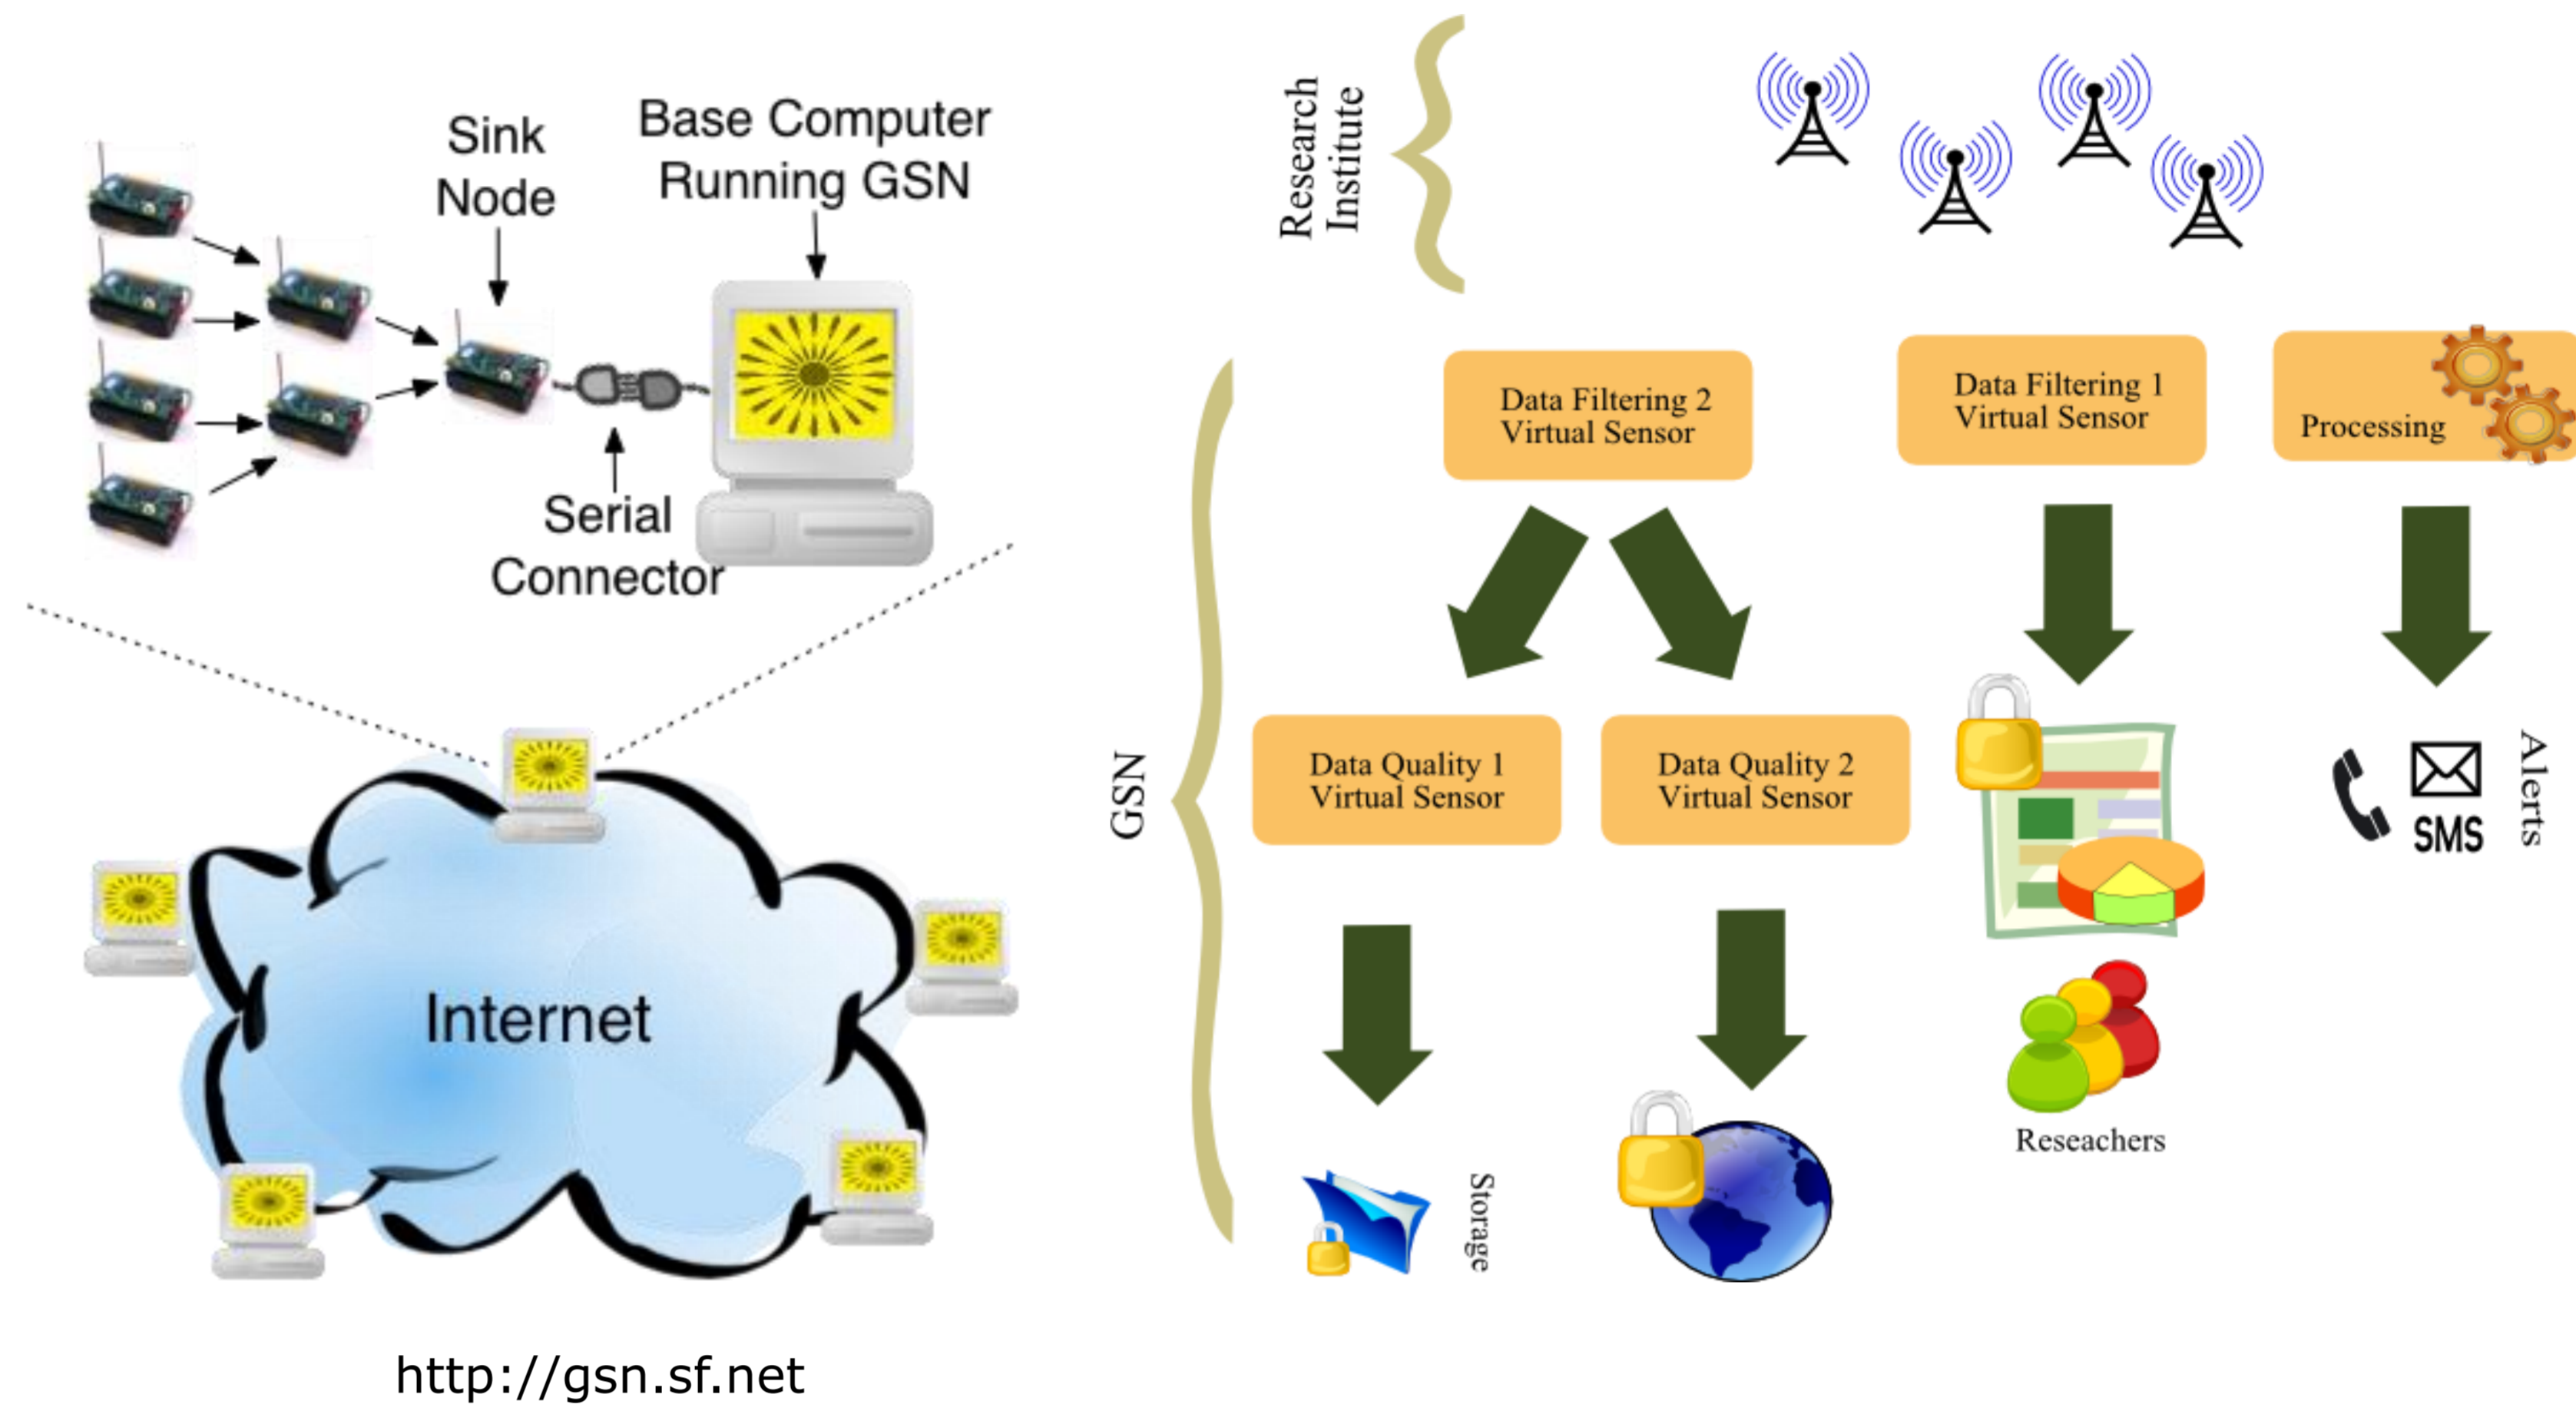 Sink
Node
Base Computer
Running GSN
Serial
Connector
Internet
http://gsn.sf.net
Research
Institute
GSN
Data Filtering 2
Virtual Sensor
Data Filtering 1
Virtual Sensor
Processing
Data Quality 1
Virtual Sensor
Data Quality 2
Virtual Sensor
SMS
Alerts
Reseachers
Storage